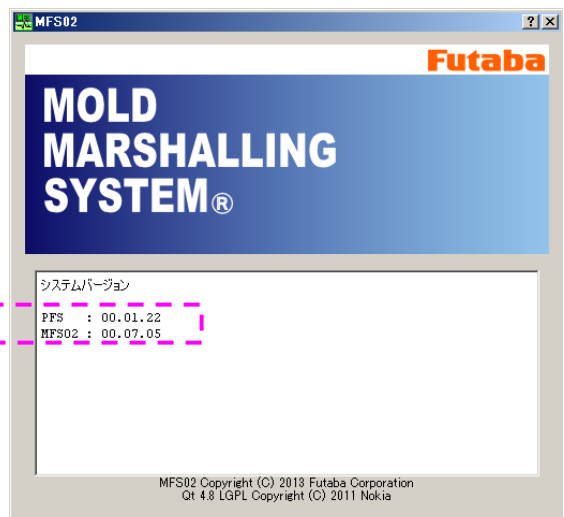 MFS02
Futaba
MOLD
MARSHALLING
SYSTEM®
システムバージョン
PFS : 00.01.22
MFS02 : 00.07.05
MFS02 Copyright (C) 2013 Futaba Corporation
Qt 4.8 LGPL Copyright (C) 2011 Nokia